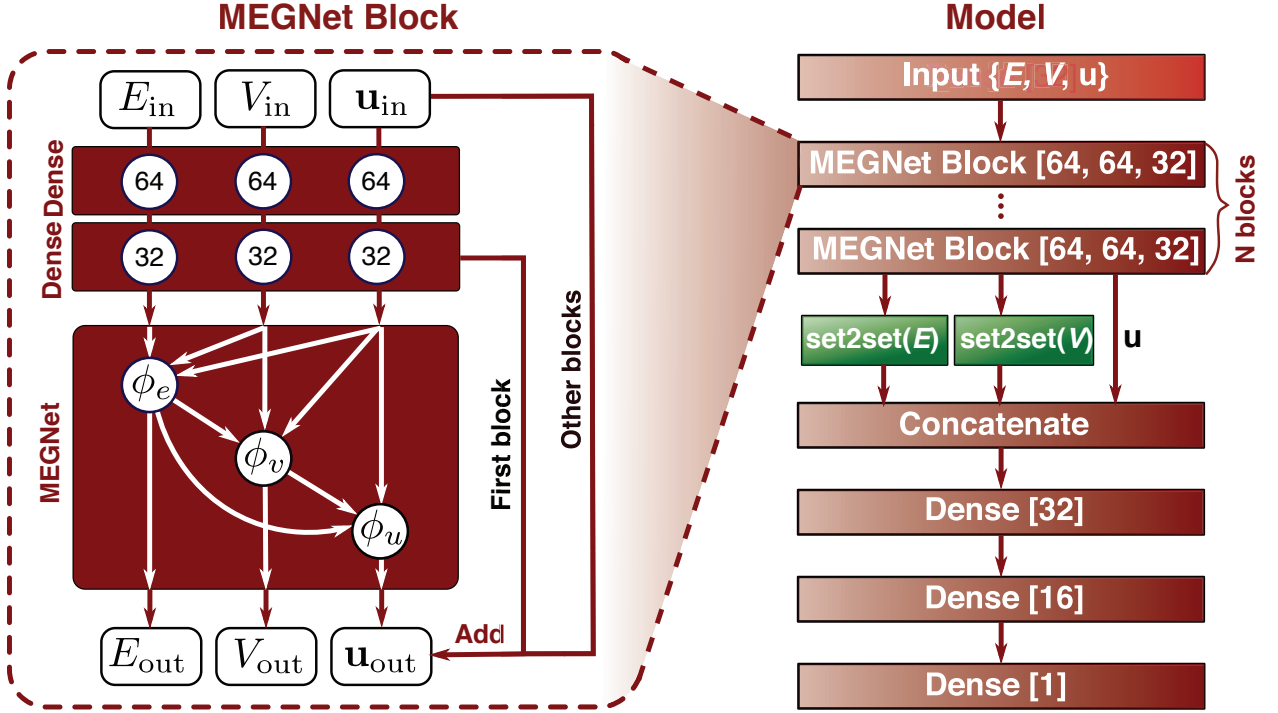 MEGNet Block
E_in V_in u_in
Dense
64 64 64
Dense
32 32 32
MEGNet
ϕ_e
ϕ_v
ϕ_u
First block
Other blocks
Add
E_out V_out u_out
Model
Input {E, V, u}
MEGNet Block [64, 64, 32]
⋮
MEGNet Block [64, 64, 32]
N blocks
set2set(E) set2set(V) u
Concatenate
Dense [32]
Dense [16]
Dense [1]